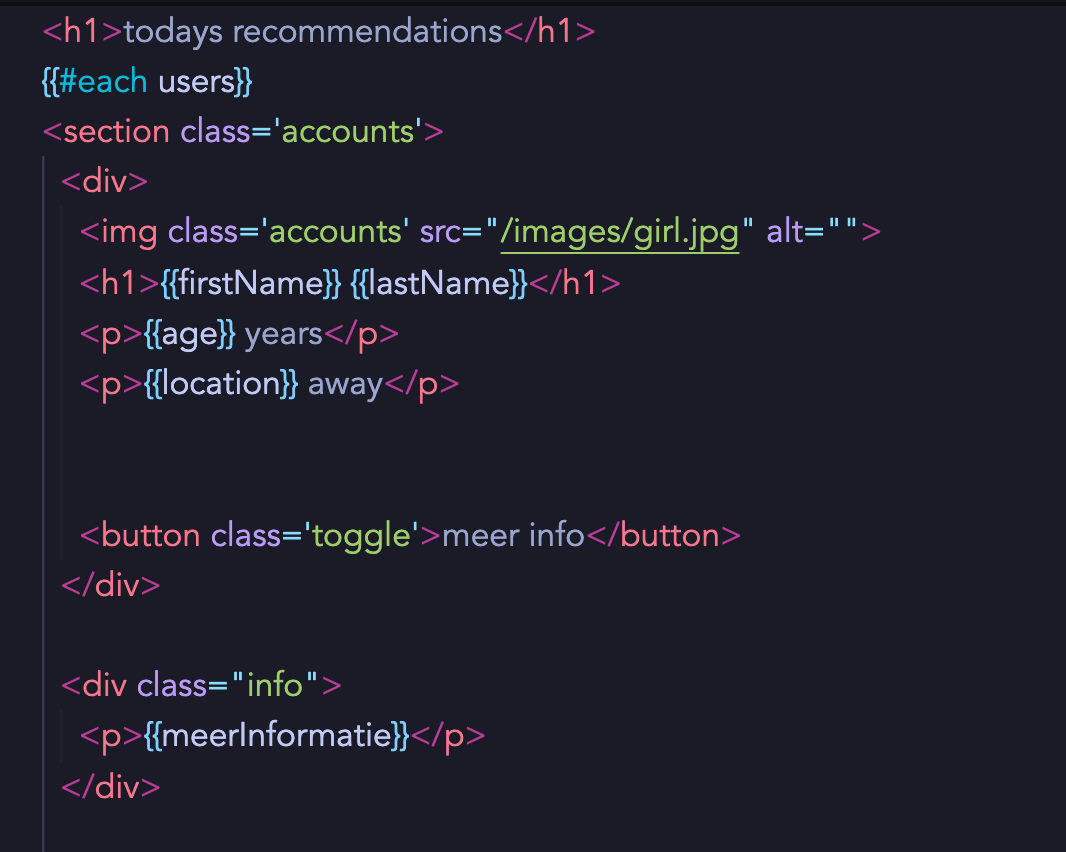 <h1>todays recommendations</h1>
{{#each users}}
<section class='accounts'>
<div>
<img class='accounts' src="/images/girl.jpg" alt="">
<h1>{{firstName}} {{lastName}}</h1>
<p>{{age}} years</p>
<p>{{location}} away</p>
<button class='toggle'>meer info</button>
</div>
<div class="info">
<p>{{meerInformatie}}</p>
</div>